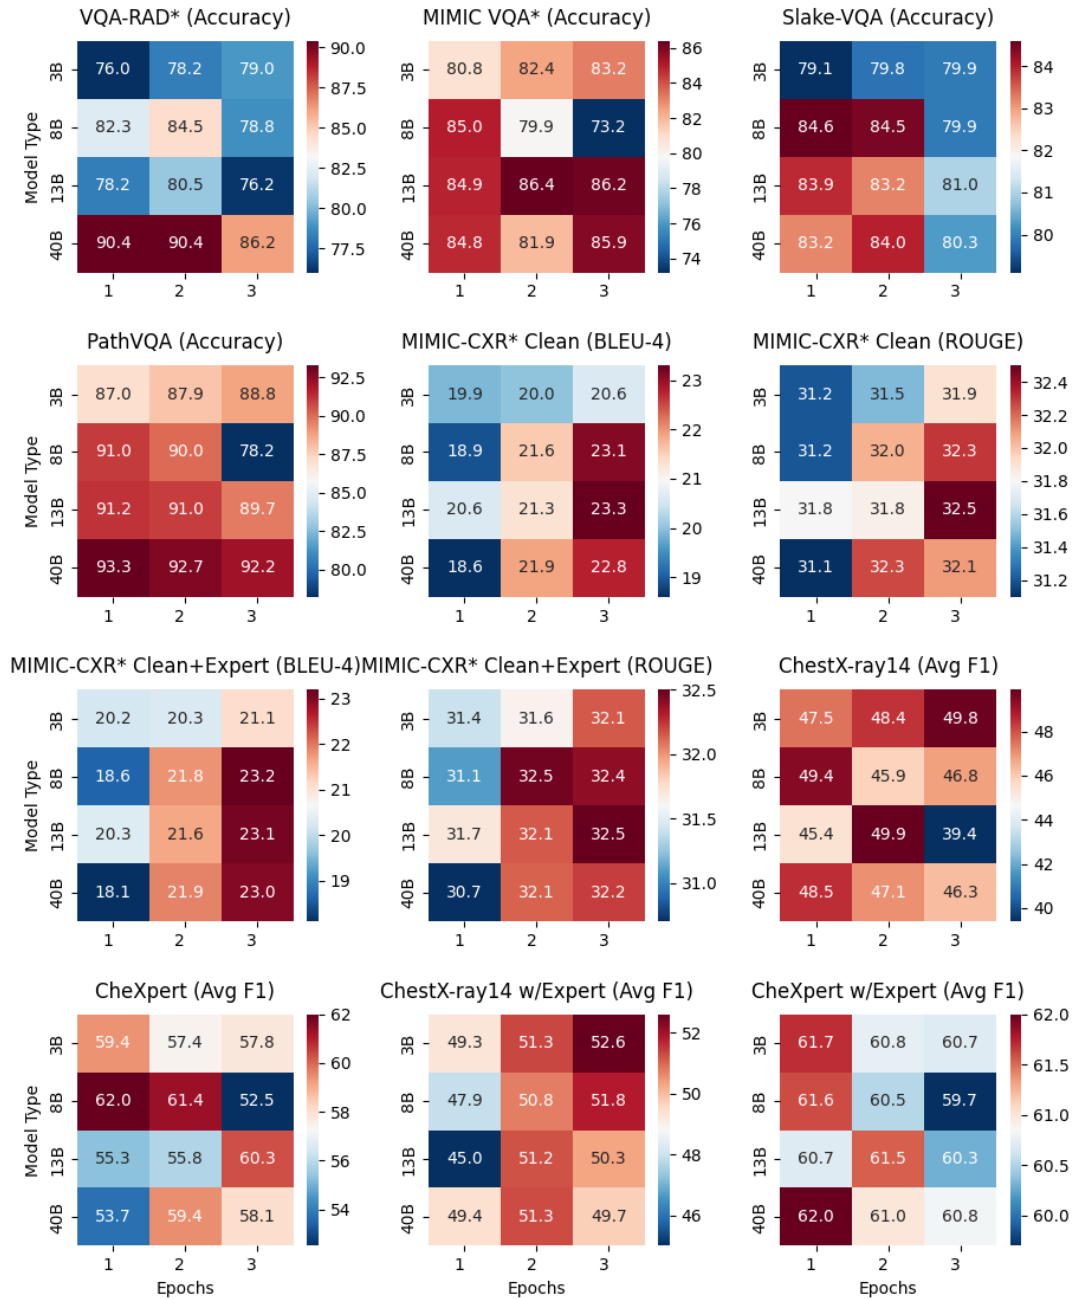 VQA-RAD* (Accuracy)
Model Type
3B 76.0 78.2 79.0
8B 82.3 84.5 78.8
13B 78.2 80.5 76.2
40B 90.4 90.4 86.2
1 2 3
90.0
87.5
85.0
82.5
80.0
77.5
MIMIC VQA* (Accuracy)
3B 80.8 82.4 83.2
8B 85.0 79.9 73.2
13B 84.9 86.4 86.2
40B 84.8 81.9 85.9
1 2 3
86
84
82
80
78
76
74
Slake-VQA (Accuracy)
3B 79.1 79.8 79.9
8B 84.6 84.5 79.9
13B 83.9 83.2 81.0
40B 83.2 84.0 80.3
1 2 3
84
83
82
81
80
PathVQA (Accuracy)
Model Type
3B 87.0 87.9 88.8
8B 91.0 90.0 78.2
13B 91.2 91.0 89.7
40B 93.3 92.7 92.2
1 2 3
92.5
90.0
87.5
85.0
82.5
80.0
MIMIC-CXR* Clean (BLEU-4)
3B 19.9 20.0 20.6
8B 18.9 21.6 23.1
13B 20.6 21.3 23.3
40B 18.6 21.9 22.8
1 2 3
23
22
21
20
19
MIMIC-CXR* Clean (ROUGE)
3B 31.2 31.5 31.9
8B 31.2 32.0 32.3
13B 31.8 31.8 32.5
40B 31.1 32.3 32.1
1 2 3
32.4
32.2
32.0
31.8
31.6
31.4
31.2
MIMIC-CXR* Clean+Expert (BLEU-4)
Model Type
3B 20.2 20.3 21.1
8B 18.6 21.8 23.2
13B 20.3 21.6 23.1
40B 18.1 21.9 23.0
1 2 3
23
22
21
20
19
MIMIC-CXR* Clean+Expert (ROUGE)
3B 31.4 31.6 32.1
8B 31.1 32.5 32.4
13B 31.7 32.1 32.5
40B 30.7 32.1 32.2
1 2 3
32.5
32.0
31.5
31.0
ChestX-ray14 (Avg F1)
3B 47.5 48.4 49.8
8B 49.4 45.9 46.8
13B 45.4 49.9 39.4
40B 48.5 47.1 46.3
1 2 3
48
46
44
42
40
CheXpert (Avg F1)
Model Type
3B 59.4 57.4 57.8
8B 62.0 61.4 52.5
13B 55.3 55.8 60.3
40B 53.7 59.4 58.1
1 2 3
Epochs
62
60
58
56
54
ChestX-ray14 w/Expert (Avg F1)
3B 49.3 51.3 52.6
8B 47.9 50.8 51.8
13B 45.0 51.2 50.3
40B 49.4 51.3 49.7
1 2 3
Epochs
52
50
48
46
CheXpert w/Expert (Avg F1)
3B 61.7 60.8 60.7
8B 61.6 60.5 59.7
13B 60.7 61.5 60.3
40B 62.0 61.0 60.8
1 2 3
Epochs
62.0
61.5
61.0
60.5
60.0